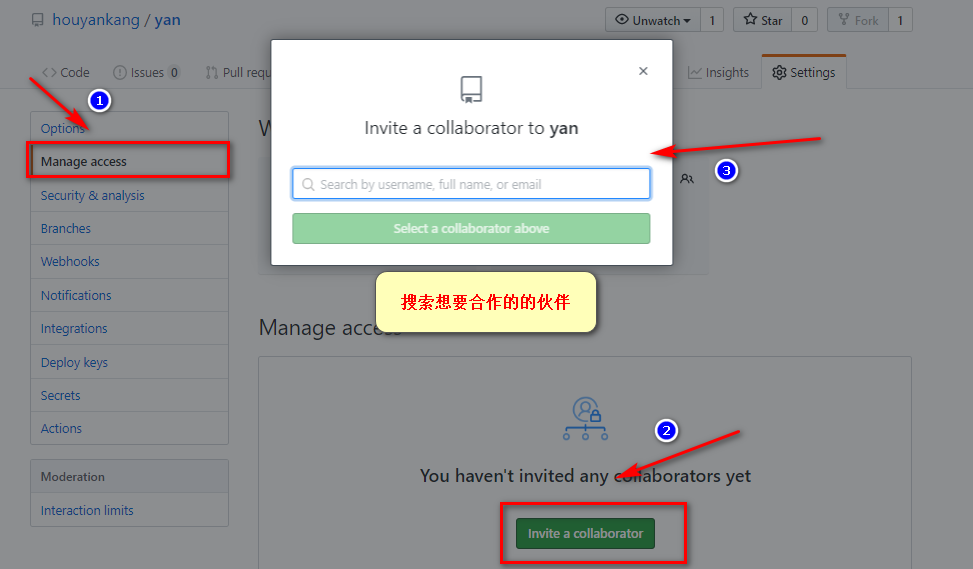 houyankang / yan
Unwatch 1
Star 0
Fork 1
Code
Issues 0
Pull requ
Insights
Settings
1
Options
Manage access
Security & analysis
Branches
Webhooks
Notifications
Integrations
Deploy keys
Secrets
Actions
Moderation
Interaction limits
W
Invite a collaborator to yan
Search by username, full name, or email
Select a collaborator above
3
搜索想要合作的的伙伴
Manage access
2
You haven't invited any collaborators yet
Invite a collaborator